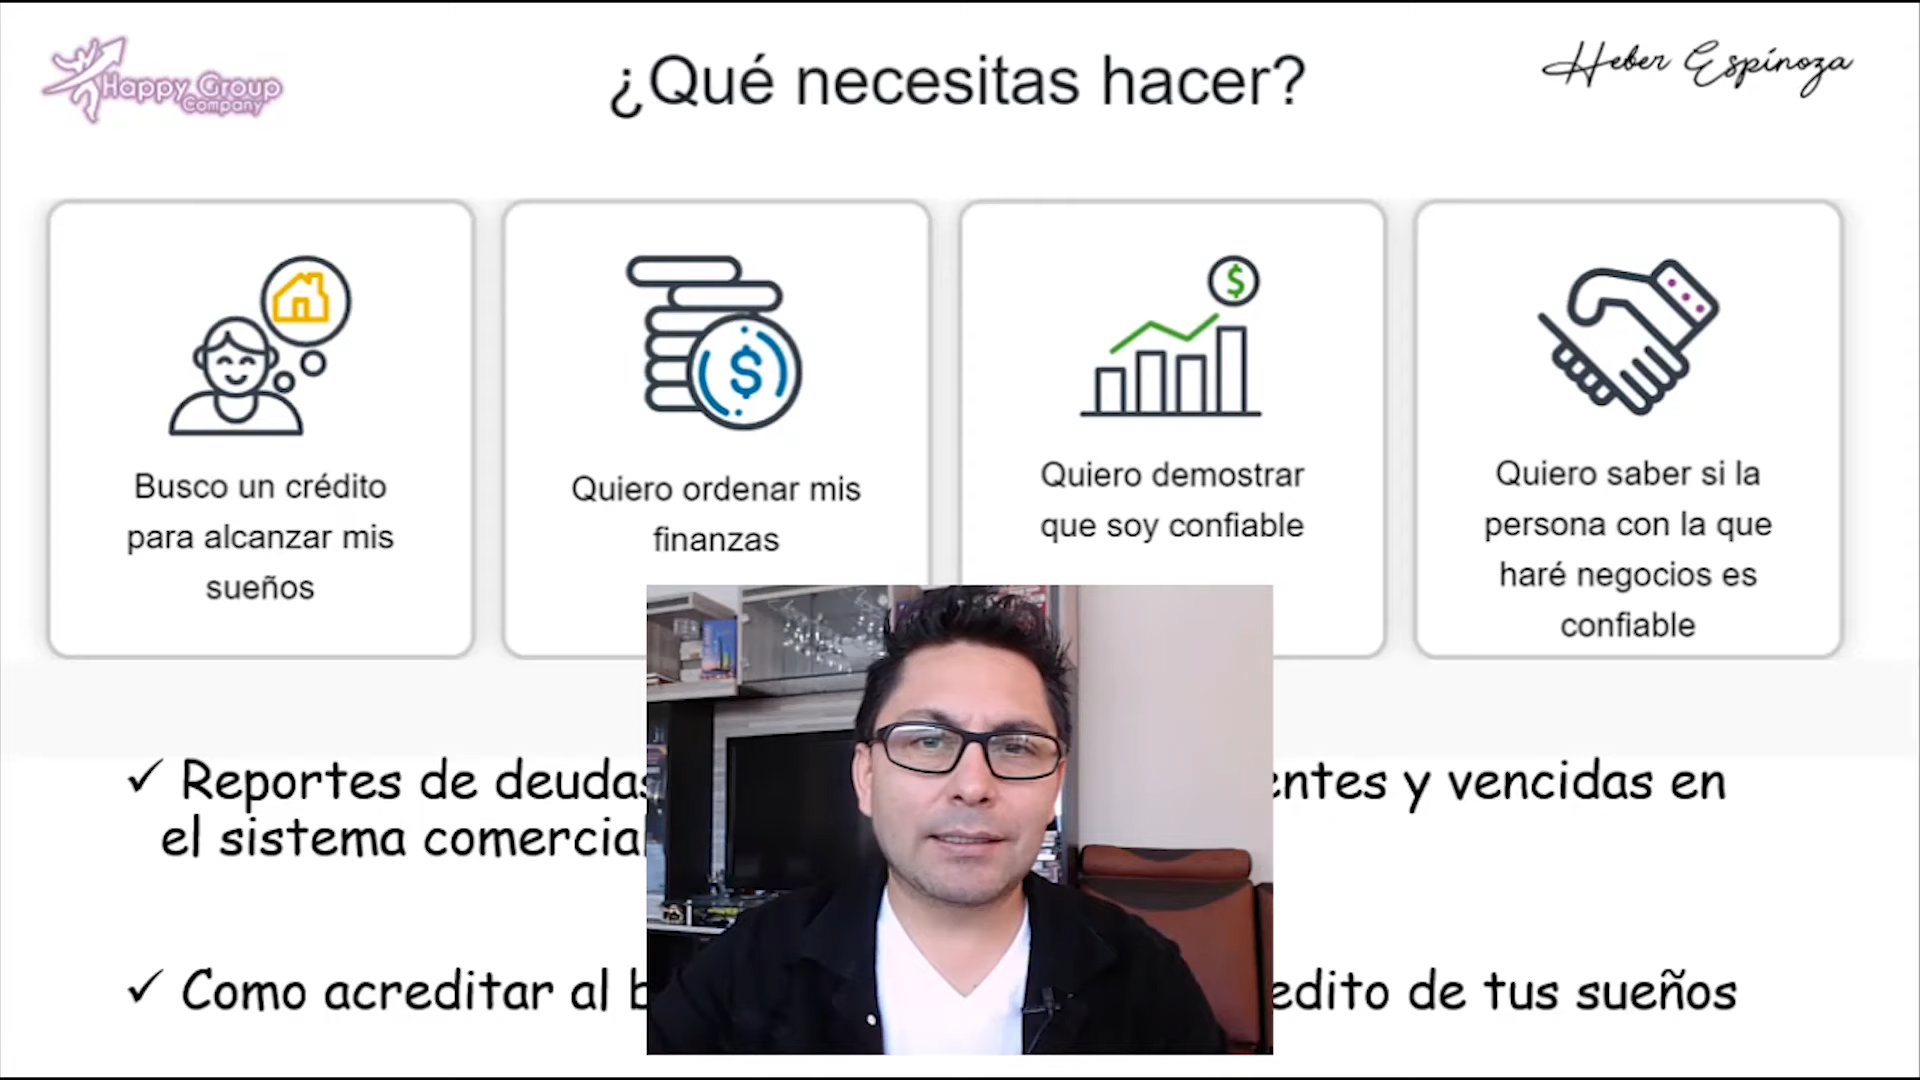 Happy Group
Company
¿Qué necesitas hacer?
Heber Espinoza
Busco un crédito
para alcanzar mis
sueños
Quiero ordenar mis
finanzas
Quiero demostrar
que soy confiable
Quiero saber si la
persona con la que
haré negocios es
confiable
✓ Reportes de deudas entes y vencidas en
el sistema comercial
✓ Como acreditar al b edito de tus sueños